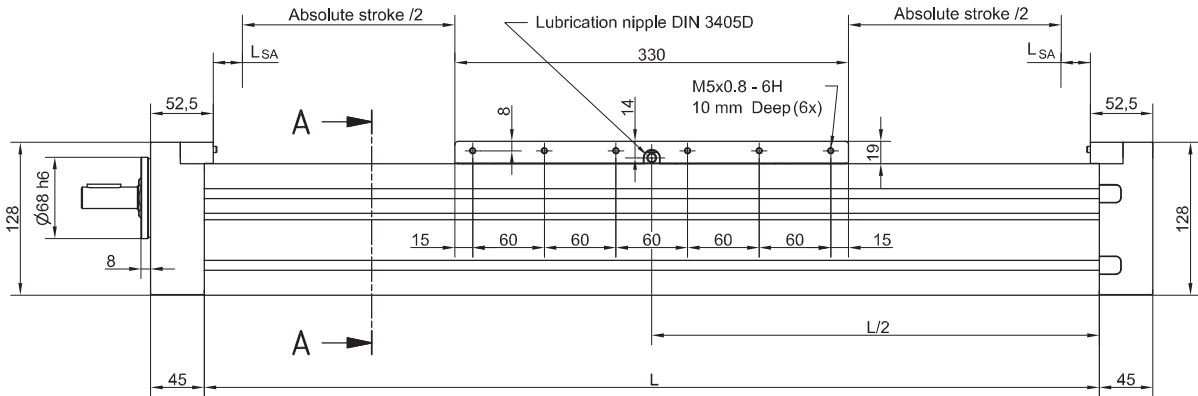 Absolute stroke /2
Lubrication nipple DIN 3405D
Absolute stroke /2
LSA
330
LSA
M5x0.8 - 6H
10 mm Deep (6x)
52,5
52,5
A
8
14
19
Ø68 h6
128
128
15
60
60
60
60
60
15
8
A
L/2
45
L
45